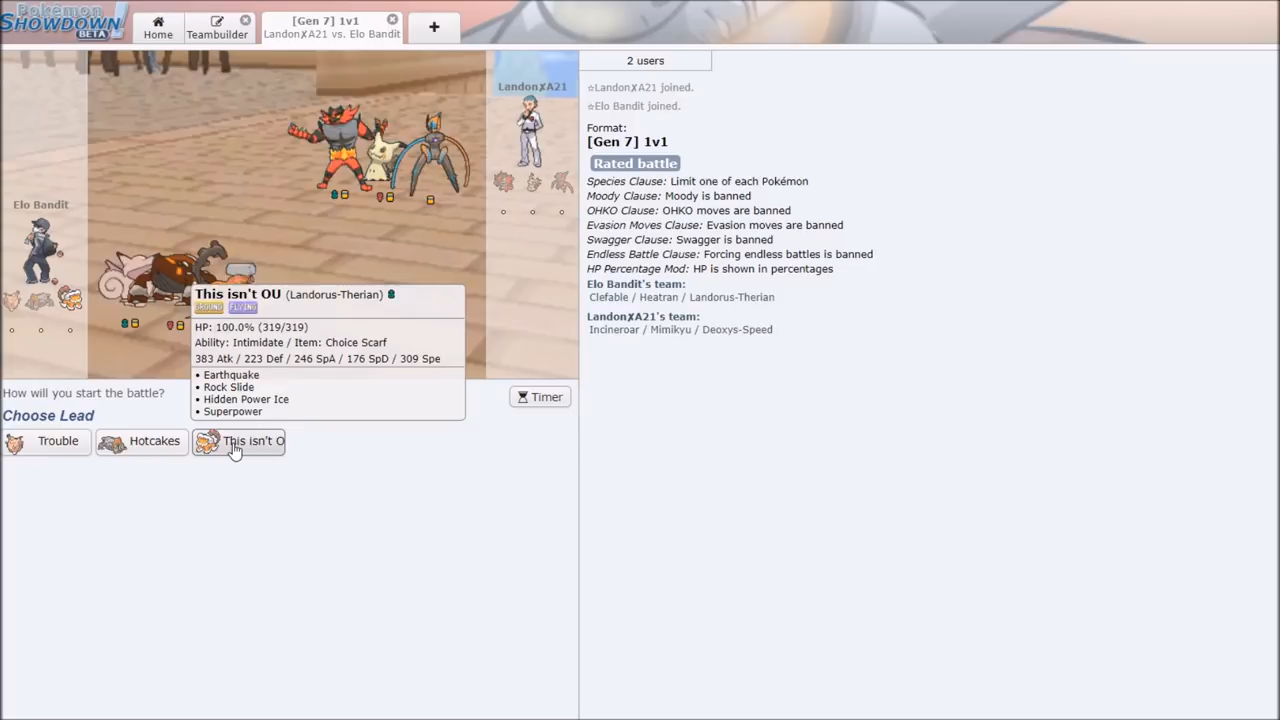 Pokémon
SHOWDOWN!
BETA
Home
Teambuilder
[Gen 7] 1v1
Landon✗A21 vs. Elo Bandit
+
2 users
☆Landon✗A21 joined.
☆Elo Bandit joined.
Format:
[Gen 7] 1v1
Rated battle
Species Clause: Limit one of each Pokémon
Moody Clause: Moody is banned
OHKO Clause: OHKO moves are banned
Evasion Moves Clause: Evasion moves are banned
Swagger Clause: Swagger is banned
Endless Battle Clause: Forcing endless battles is banned
HP Percentage Mod: HP is shown in percentages
Elo Bandit's team:
Clefable / Heatran / Landorus-Therian
Landon✗A21's team:
Incineroar / Mimikyu / Deoxys-Speed
Landon✗A21
Elo Bandit
This isn't OU (Landorus-Therian)
GROUND FLYING
HP: 100.0% (319/319)
Ability: Intimidate / Item: Choice Scarf
383 Atk / 223 Def / 246 SpA / 176 SpD / 309 Spe
• Earthquake
• Rock Slide
• Hidden Power Ice
• Superpower
How will you start the battle?
Timer
Choose Lead
Trouble
Hotcakes
This isn't O